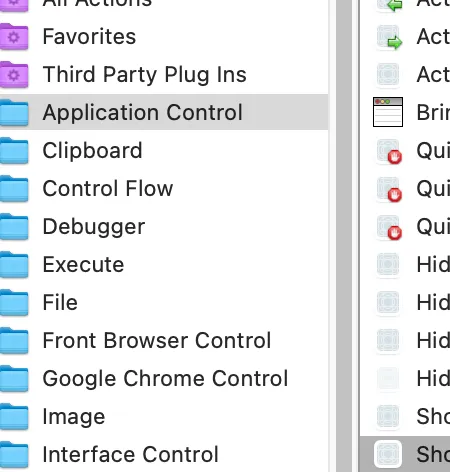 All Actions
Favorites
Third Party Plug Ins
Application Control
Clipboard
Control Flow
Debugger
Execute
File
Front Browser Control
Google Chrome Control
Image
Interface Control
Act
Act
Act
Brin
Qui
Qui
Qui
Hid
Hid
Hid
Hid
Sho
Sho